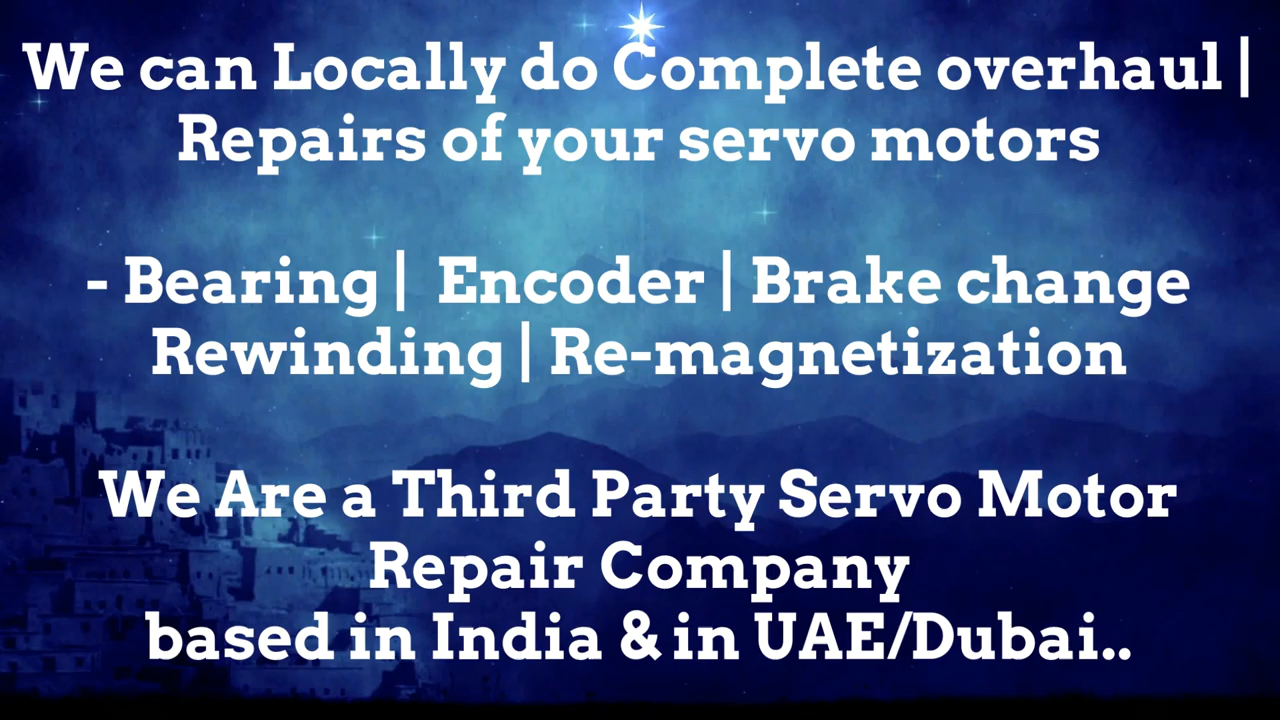 We can Locally do Complete overhaul |
Repairs of your servo motors
- Bearing | Encoder | Brake change
Rewinding | Re-magnetization
We Are a Third Party Servo Motor
Repair Company
based in India & in UAE/Dubai..